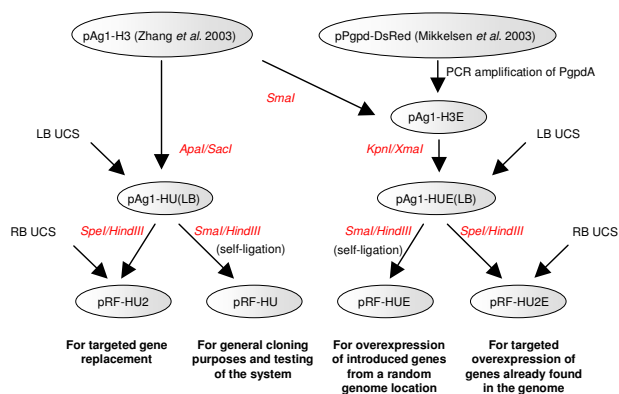 pAg1-H3 (Zhang et al. 2003)
pPgpd-DsRed (Mikkelsen et al. 2003)
PCR amplification of PgpdA
SmaI
pAg1-H3E
LB UCS
ApaI/SacI
KpnI/XmaI
LB UCS
pAg1-HU(LB)
pAg1-HUE(LB)
RB UCS
SpeI/HindIII
SmaI/HindIII
(self-ligation)
SmaI/HindIII
(self-ligation)
SpeI/HindIII
RB UCS
pRF-HU2
pRF-HU
pRF-HUE
pRF-HU2E
For targeted gene
replacement
For general cloning
purposes and testing
of the system
For overexpression
of introduced genes
from a random
genome location
For targeted
overexpression of
genes already found
in the genome